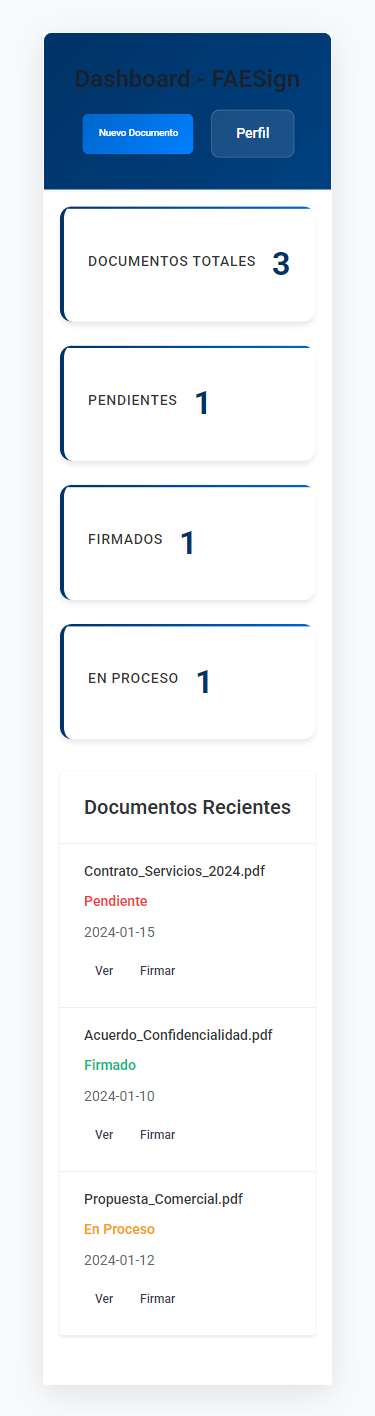 Dashboard - FAESign
Nuevo Documento
Perfil
DOCUMENTOS TOTALES 3
PENDIENTES 1
FIRMADOS 1
EN PROCESO 1
Documentos Recientes
Contrato_Servicios_2024.pdf
Pendiente
2024-01-15
Ver Firmar
Acuerdo_Confidencialidad.pdf
Firmado
2024-01-10
Ver Firmar
Propuesta_Comercial.pdf
En Proceso
2024-01-12
Ver Firmar